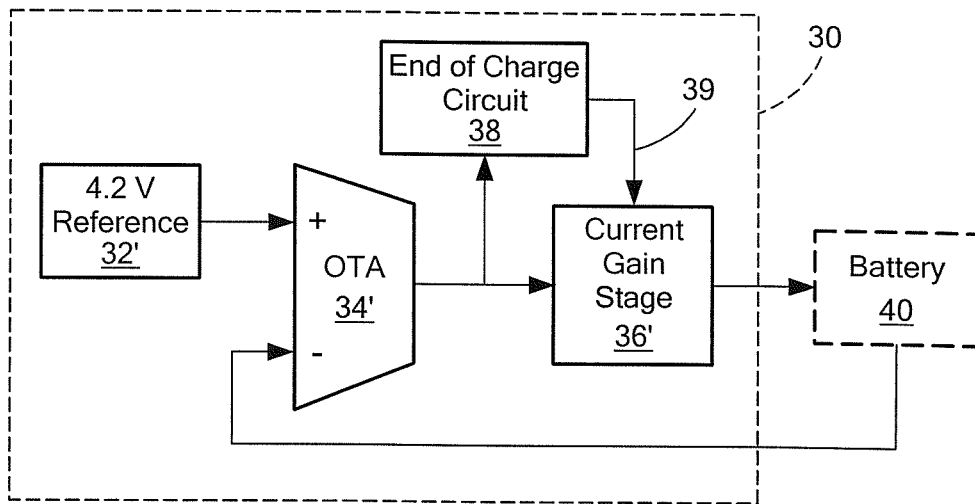 30
End of Charge
Circuit
38
39
4.2 V
Reference
32'
+
OTA
34'
-
Current
Gain
Stage
36'
Battery
40